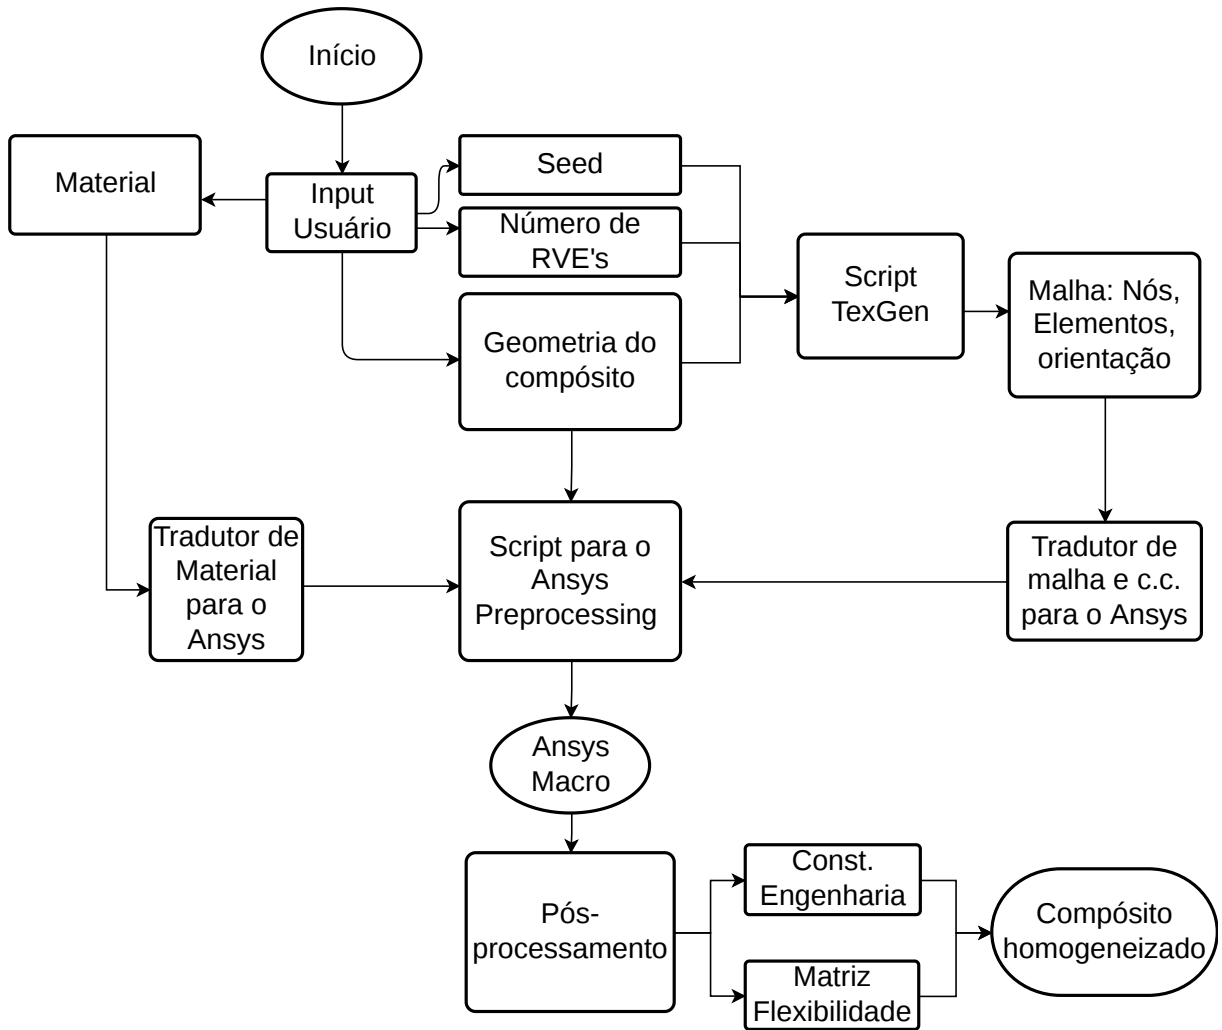 Início
Material
Input
Usuário
Seed
Número de
RVE's
Geometria do
compósito
Script
TexGen
Malha: Nós,
Elementos,
orientação
Tradutor de
Material
para o
Ansys
Script para o
Ansys
Preprocessing
Tradutor de
malha e c.c.
para o Ansys
Ansys
Macro
Pós-
processamento
Const.
Engenharia
Matriz
Flexibilidade
Compósito
homogeneizado